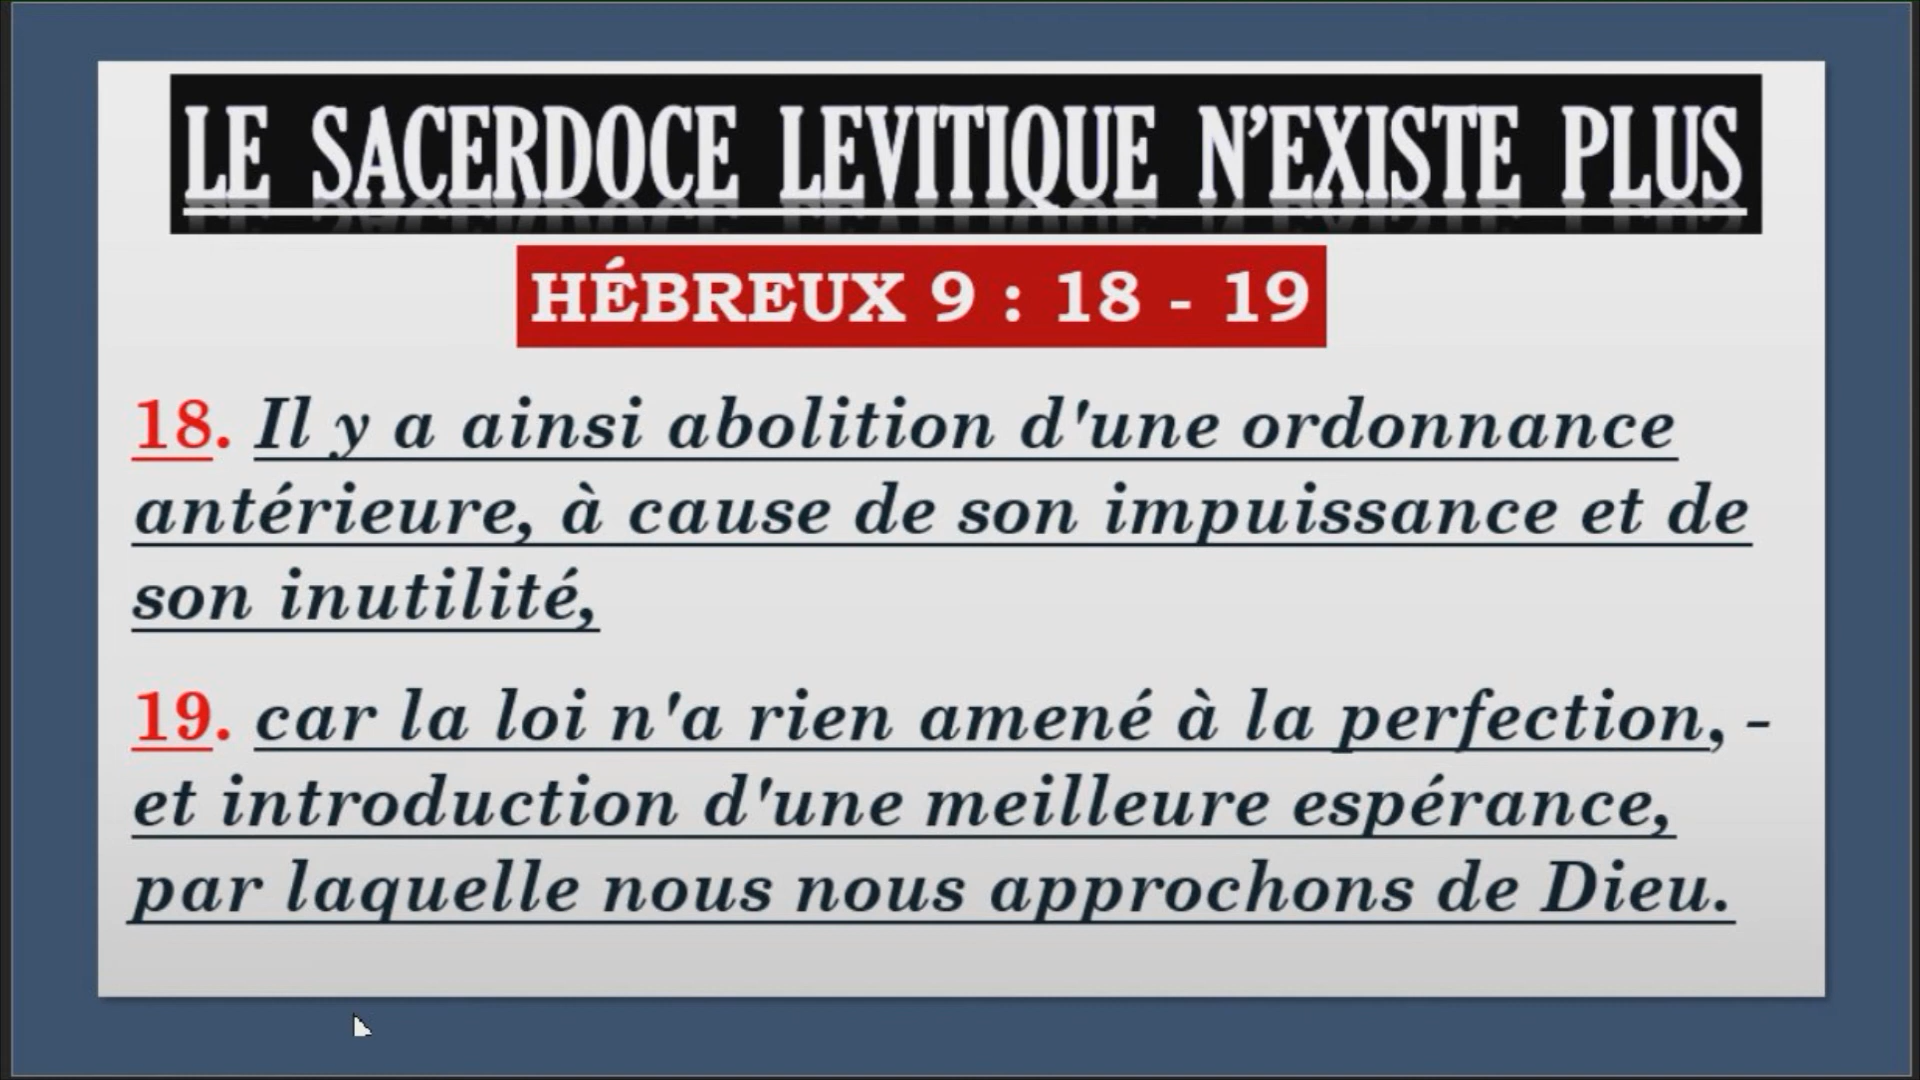 LE SACERDOCE LEVITIQUE N'EXISTE PLUS
HÉBREUX 9 : 18 - 19
18. Il y a ainsi abolition d'une ordonnance
antérieure, à cause de son impuissance et de
son inutilité,
19. car la loi n'a rien amené à la perfection, -
et introduction d'une meilleure espérance,
par laquelle nous nous approchons de Dieu.